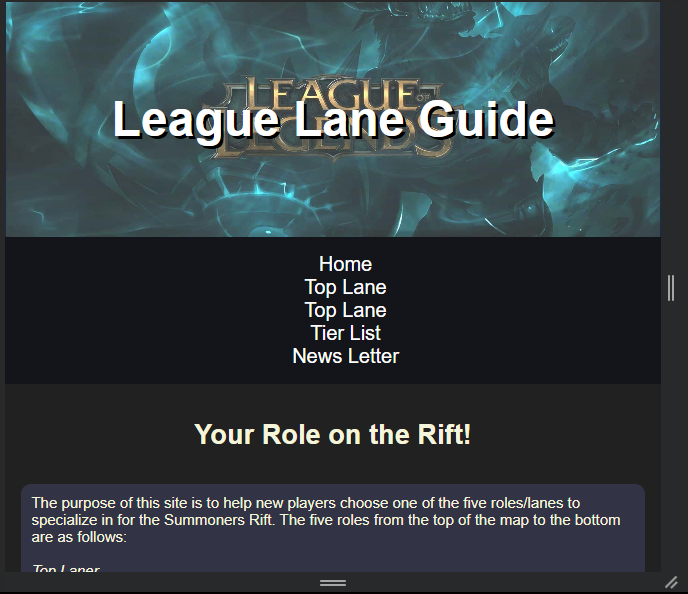 LEAGUE OF
LEGENDS
League Lane Guide
Home
Top Lane
Top Lane
Tier List
News Letter
Your Role on the Rift!
The purpose of this site is to help new players choose one of the five roles/lanes to
specialize in for the Summoners Rift. The five roles from the top of the map to the bottom
are as follows:
Top Laner